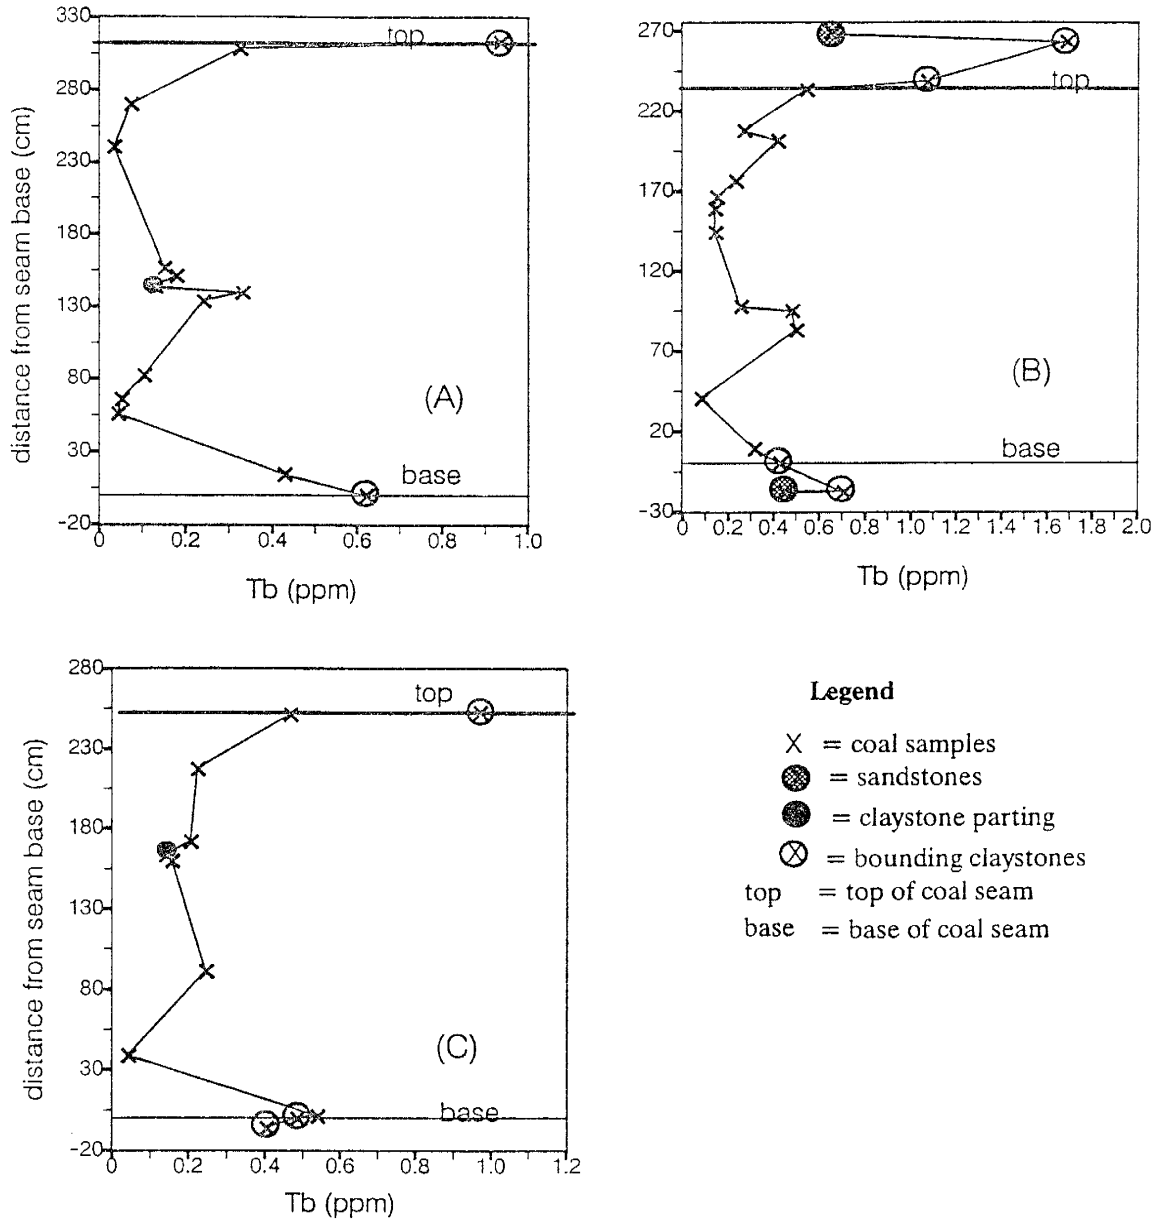 330
280
230
180
130
80
30
-20
distance from seam base (cm)
top
(A)
base
0
0.2
0.4
0.6
0.8
1.0
Tb (ppm)
270
220
170
120
70
20
-30
top
(B)
base
0
0.2
0.4
0.6
0.8
1.0
1.2
1.4
1.6
1.8
2.0
Tb (ppm)
280
230
180
130
80
30
-20
distance from seam base (cm)
top
(C)
base
0
0.2
0.4
0.6
0.8
1.0
1.2
Tb (ppm)
Legend
X = coal samples
= sandstones
= claystone parting
= bounding claystones
top = top of coal seam
base = base of coal seam